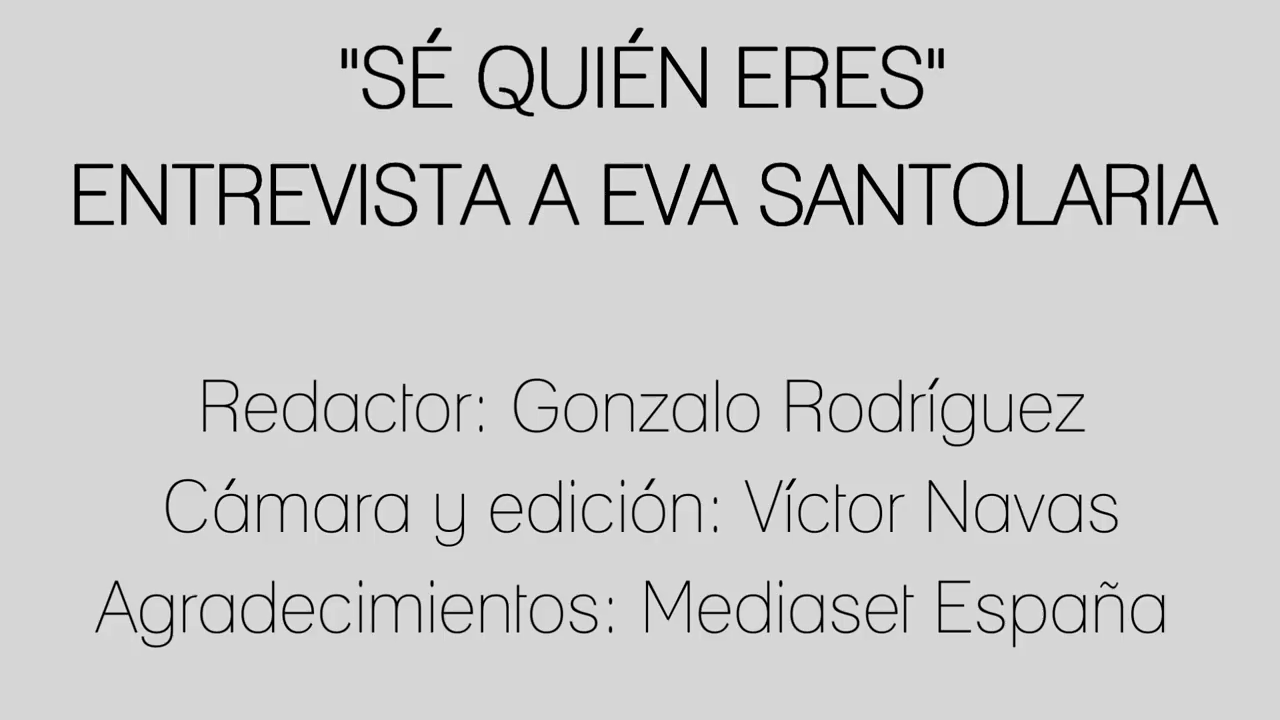 "SÉ QUIÉN ERES"
ENTREVISTA A EVA SANTOLARIA
Redactor: Gonzalo Rodríguez
Cámara y edición: Víctor Navas
Agradecimientos: Mediaset España